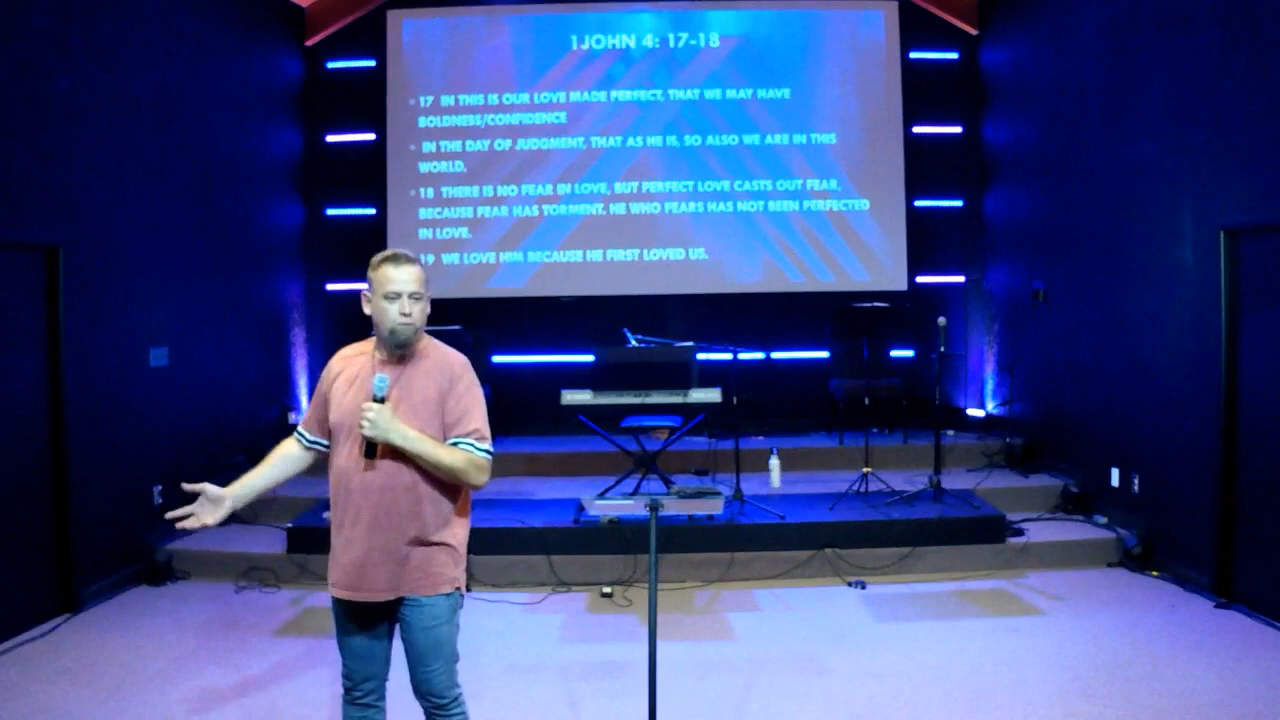 1JOHN 4: 17-18
17 IN THIS IS OUR LOVE MADE PERFECT, THAT WE MAY HAVE
BOLDNESS/CONFIDENCE
IN THE DAY OF JUDGMENT, THAT AS HE IS, SO ALSO WE ARE IN THIS
WORLD.
18 THERE IS NO FEAR IN LOVE, BUT PERFECT LOVE CASTS OUT FEAR,
BECAUSE FEAR HAS TORMENT. HE WHO FEARS HAS NOT BEEN PERFECTED
IN LOVE.
19 WE LOVE HIM BECAUSE HE FIRST LOVED US.